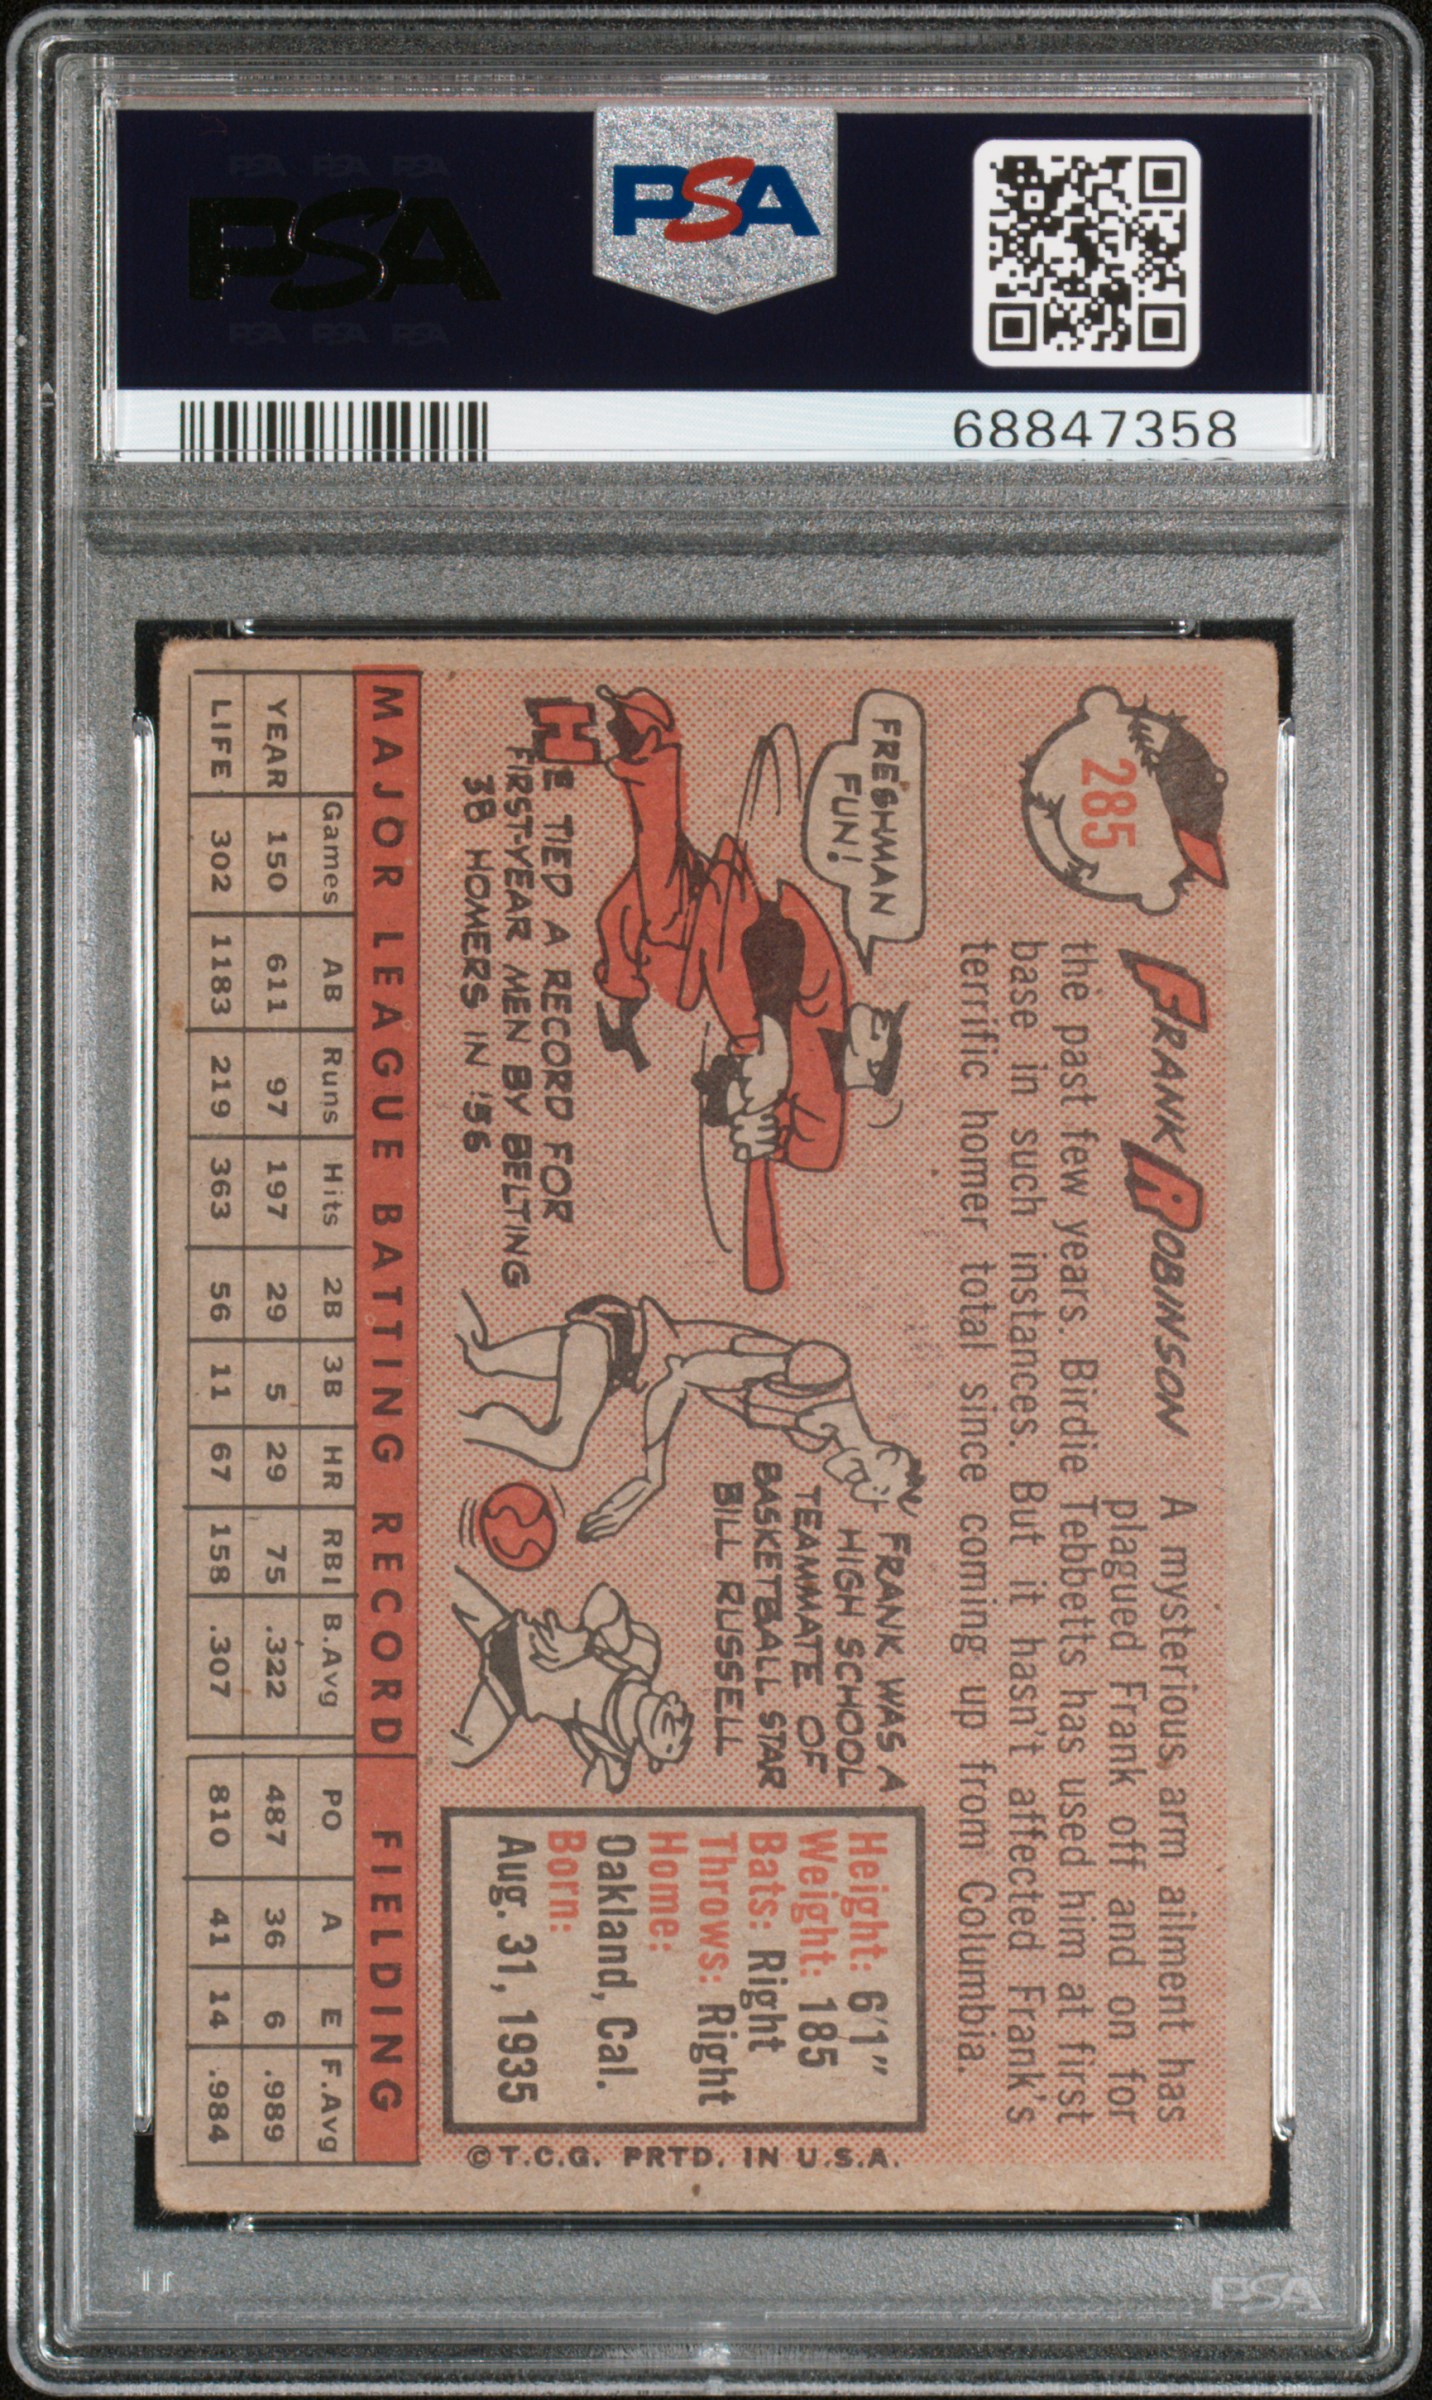 PSA PSA PSA
PSA
PSA PSA PSA
PSA
68847358
285
FRANK ROBINSON
A mysterious arm ailment has
plagued Frank off and on for
the past few years. Birdie Tebbetts has used him at first
base in such instances. But it hasn't affected Frank's
terrific homer total since coming up from Columbia.
FRESHMAN
FUN!
HE TIED A RECORD FOR
FIRST-YEAR MEN BY BELTING
38 HOMERS IN '56
FRANK WAS A
HIGH SCHOOL
TEAMMATE OF
BASKETBALL STAR
BILL RUSSELL
Height: 6'1"
Weight: 185
Bats: Right
Throws: Right
Home:
Oakland, Cal.
Born:
Aug. 31, 1935
©T.C.G. PRTD. IN U.S.A.
MAJOR LEAGUE BATTING RECORD FIELDING
Games AB Runs Hits 2B 3B HR RBI B.Avg PO A E F.Avg
YEAR 150 611 97 197 29 5 29 75 .322 487 36 6 .989
LIFE 302 1183 219 363 56 11 67 158 .307 810 41 14 .984
PSA